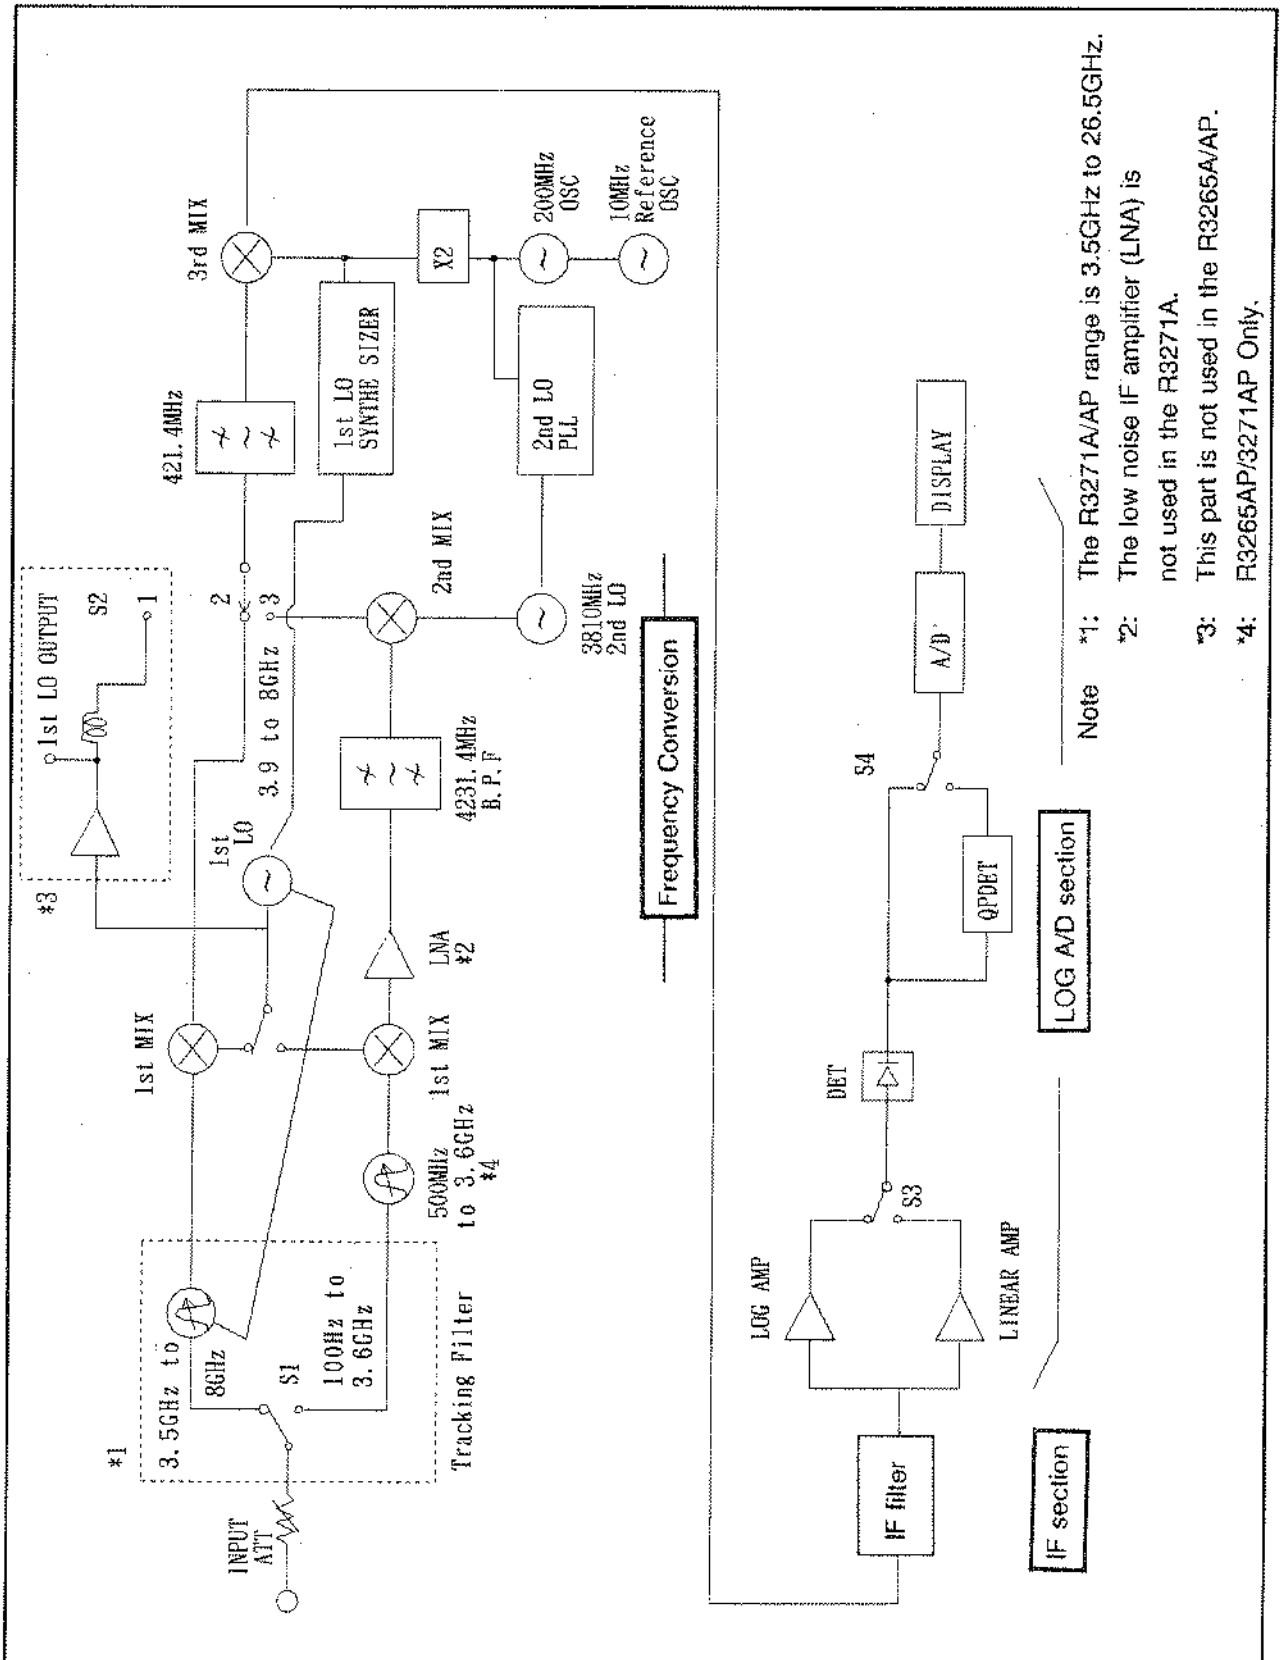 *1
3.5GHz to
8GHz
S1
100Hz to
3.6GHz
Tracking Filter
INPUT
ATT
1st MIX
*3
1st LO OUTPUT
S2
1
1st
LO
3.9 to 8GHz
2
3
421.4MHz
3rd MIX
1st LO
SYNTHE SIZER
X2
200MHz
OSC
10MHz
Reference
OSC
2nd LO
PLL
500MHz
to 3.6GHz
*4
1st MIX
LNA
*2
4231.4MHz
B.P.F
2nd MIX
3810MHz
2nd LO
Frequency Conversion
IF filter
LOG AMP
LINEAR AMP
S3
DET
QPDET
S4
A/D
DISPLAY
IF section
LOG A/D section
Note *1: The R3271A/AP range is 3.5GHz to 26.5GHz.
*2: The low noise IF amplifier (LNA) is
not used in the R3271A.
*3: This part is not used in the R3265A/AP.
*4: R3265AP/3271AP Only.